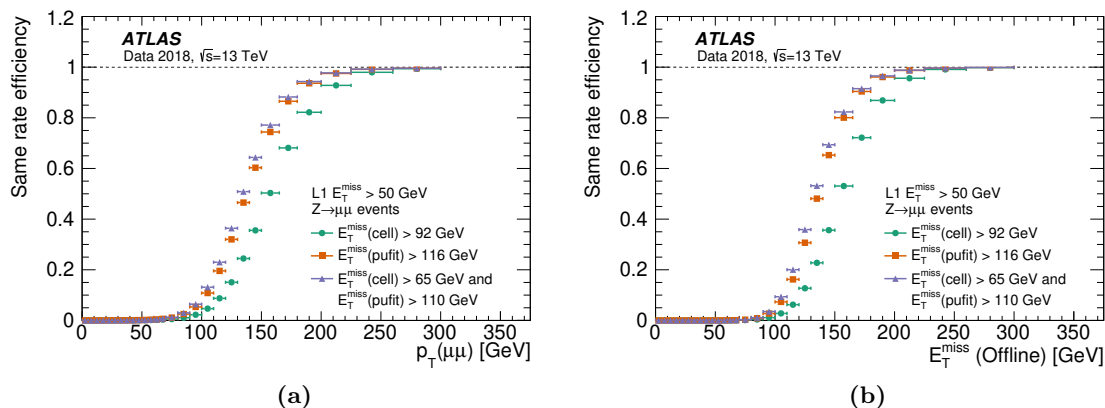 ATLAS
Data 2018, √s=13 TeV
Same rate efficiency
1.2
1
0.8
0.6
0.4
0.2
0
L1 E_T^miss > 50 GeV
Z→μμ events
E_T^miss(cell) > 92 GeV
E_T^miss(pufit) > 116 GeV
E_T^miss(cell) > 65 GeV and
E_T^miss(pufit) > 110 GeV
0 50 100 150 200 250 300 350
p_T(μμ) [GeV]
(a)
ATLAS
Data 2018, √s=13 TeV
Same rate efficiency
1.2
1
0.8
0.6
0.4
0.2
0
L1 E_T^miss > 50 GeV
Z→μμ events
E_T^miss(cell) > 92 GeV
E_T^miss(pufit) > 116 GeV
E_T^miss(cell) > 65 GeV and
E_T^miss(pufit) > 110 GeV
0 50 100 150 200 250 300 350
E_T^miss (Offline) [GeV]
(b)